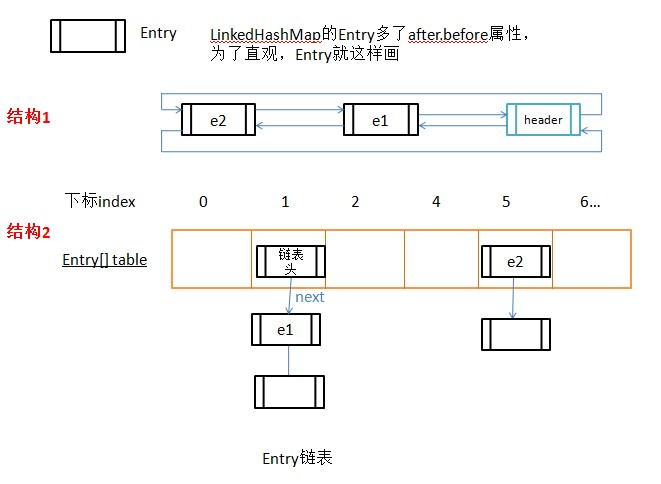 Entry
LinkedHashMap的Entry多了after.before属性，
为了直观，Entry就这样画
结构1
e2
e1
header
下标index
0
1
2
4
5
6...
结构2
Entry[] table
链表
头
e2
next
e1
Entry链表